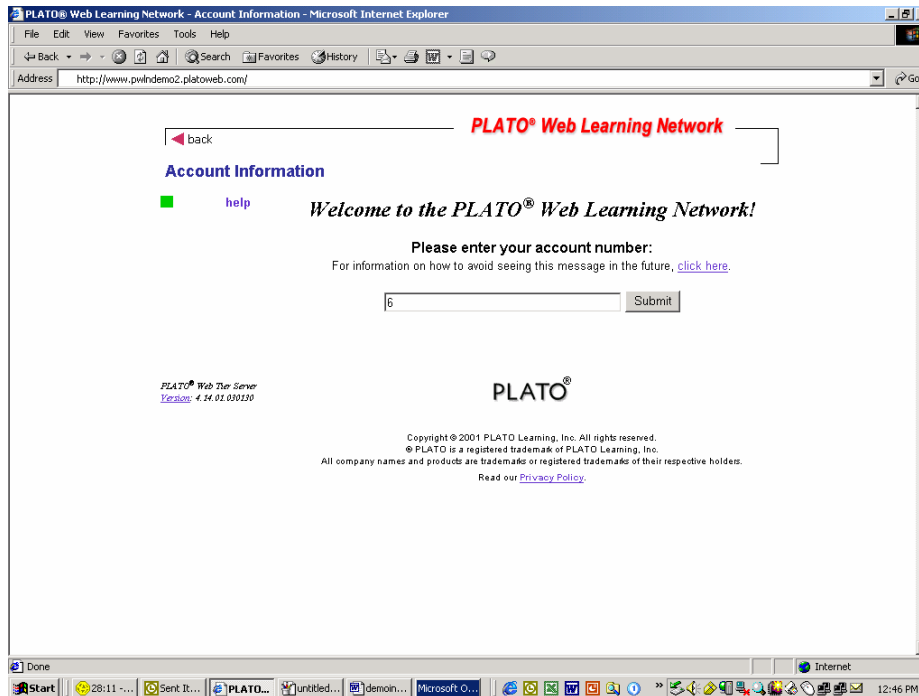 PLATO® Web Learning Network - Account Information - Microsoft Internet Explorer
File Edit View Favorites Tools Help
Back Search Favorites History
Address http://www.pwlndemo2.platoweb.com/ Go
back
PLATO® Web Learning Network
Account Information
help
Welcome to the PLATO® Web Learning Network!
Please enter your account number:
For information on how to avoid seeing this message in the future, click here.
6 Submit
PLATO® Web Tier Server
Version: 4.14.01.030130
PLATO®
Copyright © 2001 PLATO Learning, Inc. All rights reserved.
® PLATO is a registered trademark of PLATO Learning, Inc.
All company names and products are trademarks or registered trademarks of their respective holders.
Read our Privacy Policy.
Done Internet
Start 28:11 -... Sent It... PLATO... untitled... demoin... Microsoft O... 12:46 PM